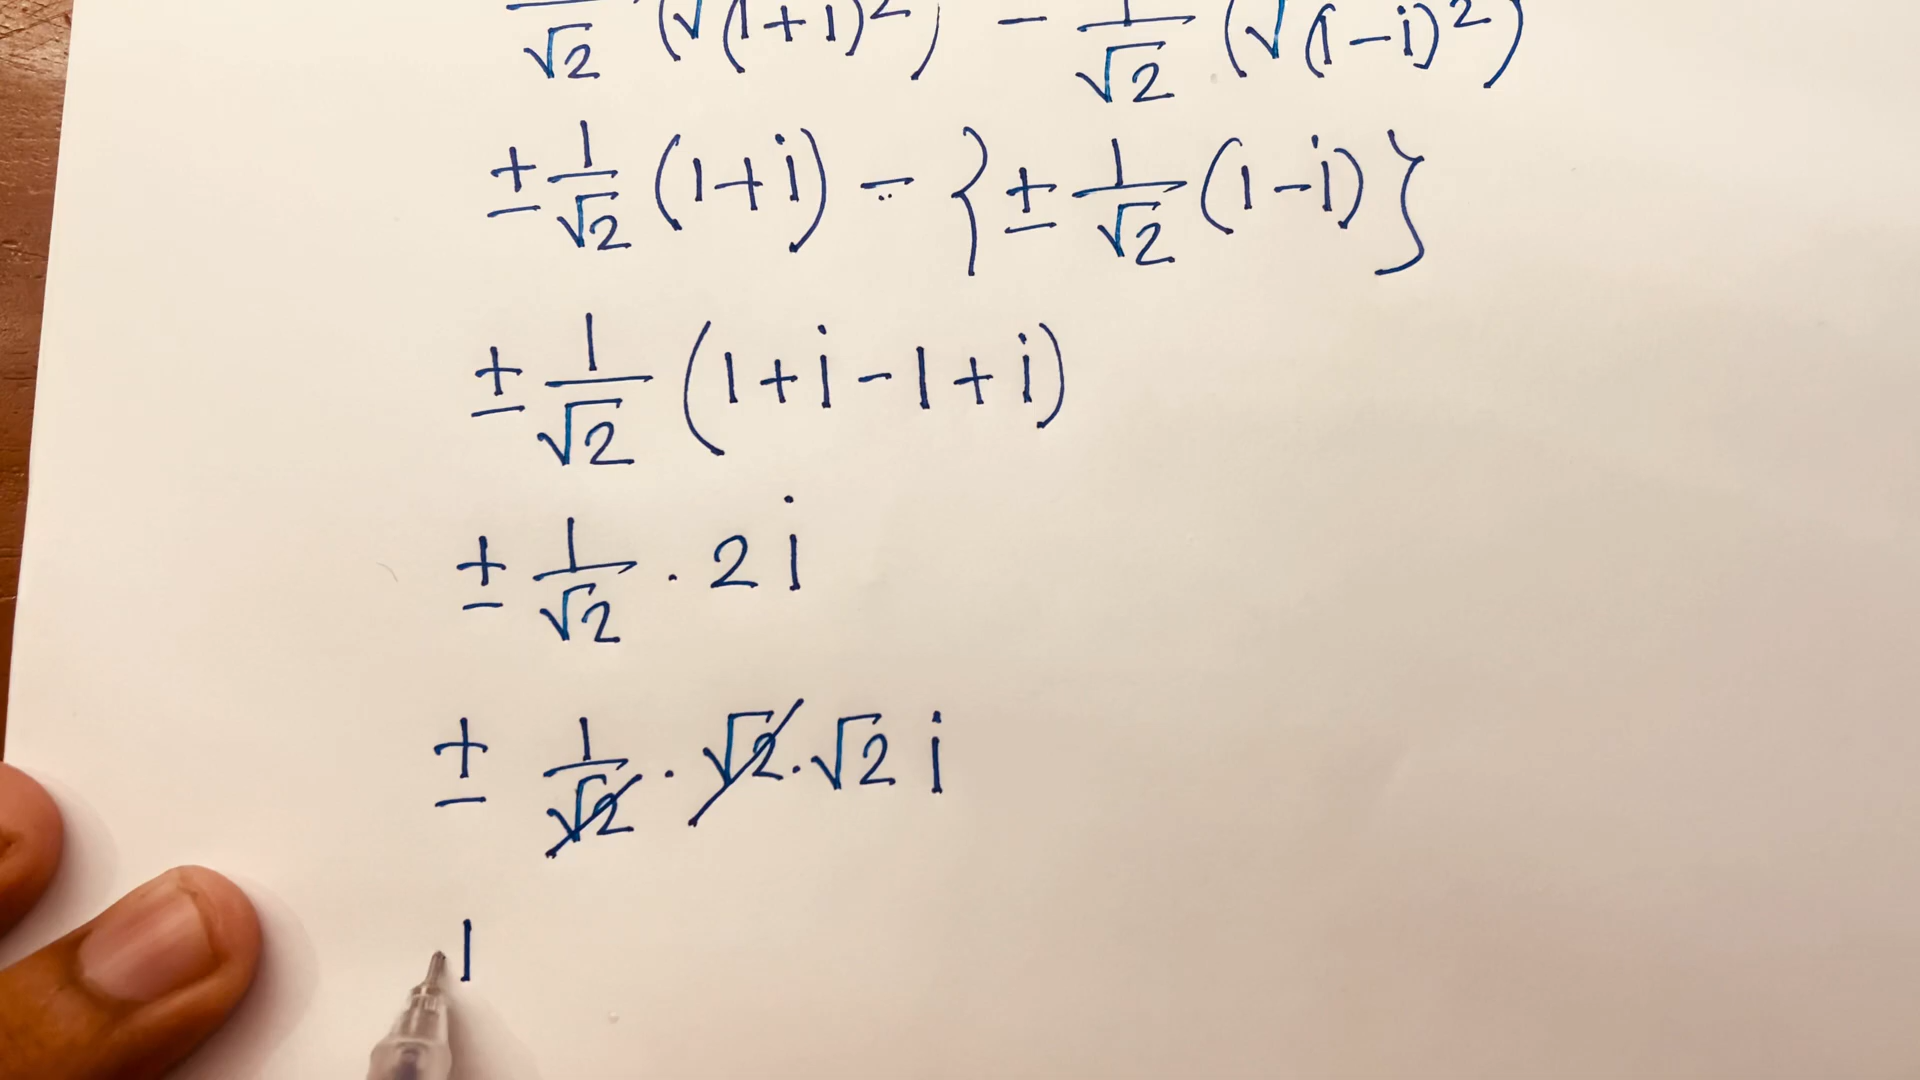 /√2 (√(1+i)²) - 1/√2 (√(1-i)²)
± 1/√2 (1+i) - {± 1/√2 (1-i)}
± 1/√2 (1+i-1+i)
± 1/√2 . 2i
± 1/√2 . √2.√2 i